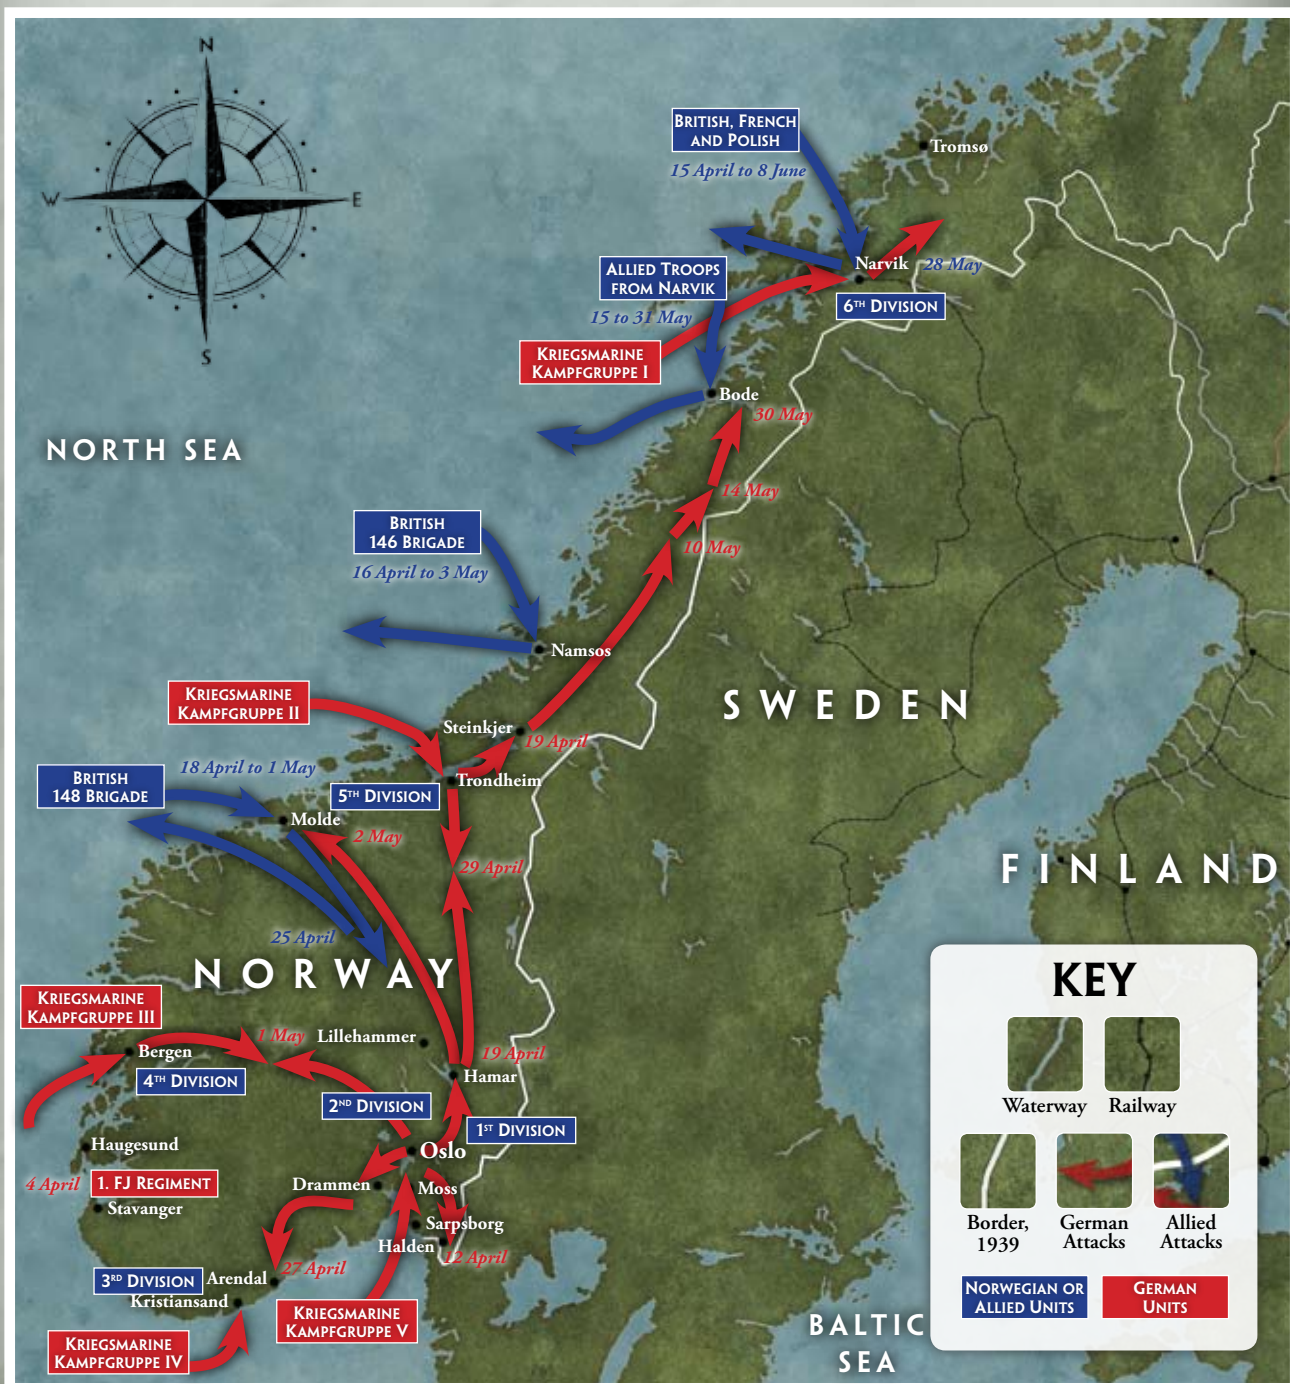 N
W
E
S
BRITISH, FRENCH
AND POLISH
15 April to 8 June
Tromsø
ALLIED TROOPS
FROM NARVIK
15 to 31 May
Narvik
28 May
6TH DIVISION
KRIEGSMARINE
KAMPFGRUPPE I
Bode
30 May
NORTH SEA
14 May
BRITISH
146 BRIGADE
16 April to 3 May
10 May
Namsos
SWEDEN
KRIEGSMARINE
KAMPFGRUPPE II
Steinkjer
19 April
BRITISH
148 BRIGADE
18 April to 1 May
Trondheim
5TH DIVISION
Molde
2 May
29 April
FINLAND
25 April
NORWAY
KRIEGSMARINE
KAMPFGRUPPE III
1 May
Lillehammer
Bergen
19 April
4TH DIVISION
Hamar
2ND DIVISION
1ST DIVISION
Haugesund
Oslo
4 April
1. FJ REGIMENT
Drammen
Moss
Stavanger
Sarpsborg
Halden
12 April
27 April
3RD DIVISION
Arendal
Kristiansand
KRIEGSMARINE
KAMPFGRUPPE V
KRIEGSMARINE
KAMPFGRUPPE IV
BALTIC
SEA
KEY
Waterway
Railway
Border,
1939
German
Attacks
Allied
Attacks
NORWEGIAN OR
ALLIED UNITS
GERMAN
UNITS